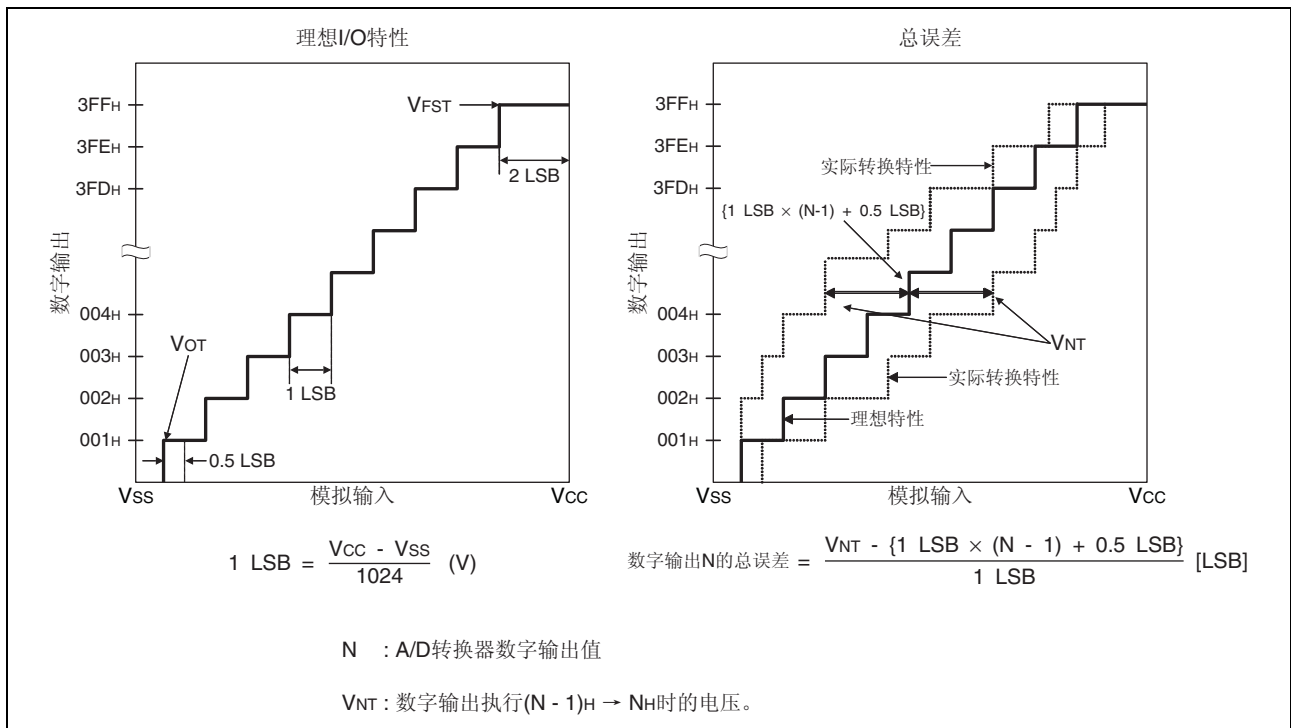 理想I/O特性
3FFH
3FEH
3FDH
004H
003H
002H
001H
数字输出
VFST
2 LSB
VOT
1 LSB
0.5 LSB
VSS
模拟输入
VCC
1 LSB = VCC - VSS / 1024 (V)
总误差
3FFH
3FEH
3FDH
004H
003H
002H
001H
数字输出
实际转换特性
{1 LSB × (N-1) + 0.5 LSB}
VNT
实际转换特性
理想特性
VSS
模拟输入
VCC
数字输出N的总误差 = VNT - {1 LSB × (N - 1) + 0.5 LSB} / 1 LSB [LSB]
N : A/D转换器数字输出值
VNT : 数字输出执行(N - 1)H → NH时的电压。